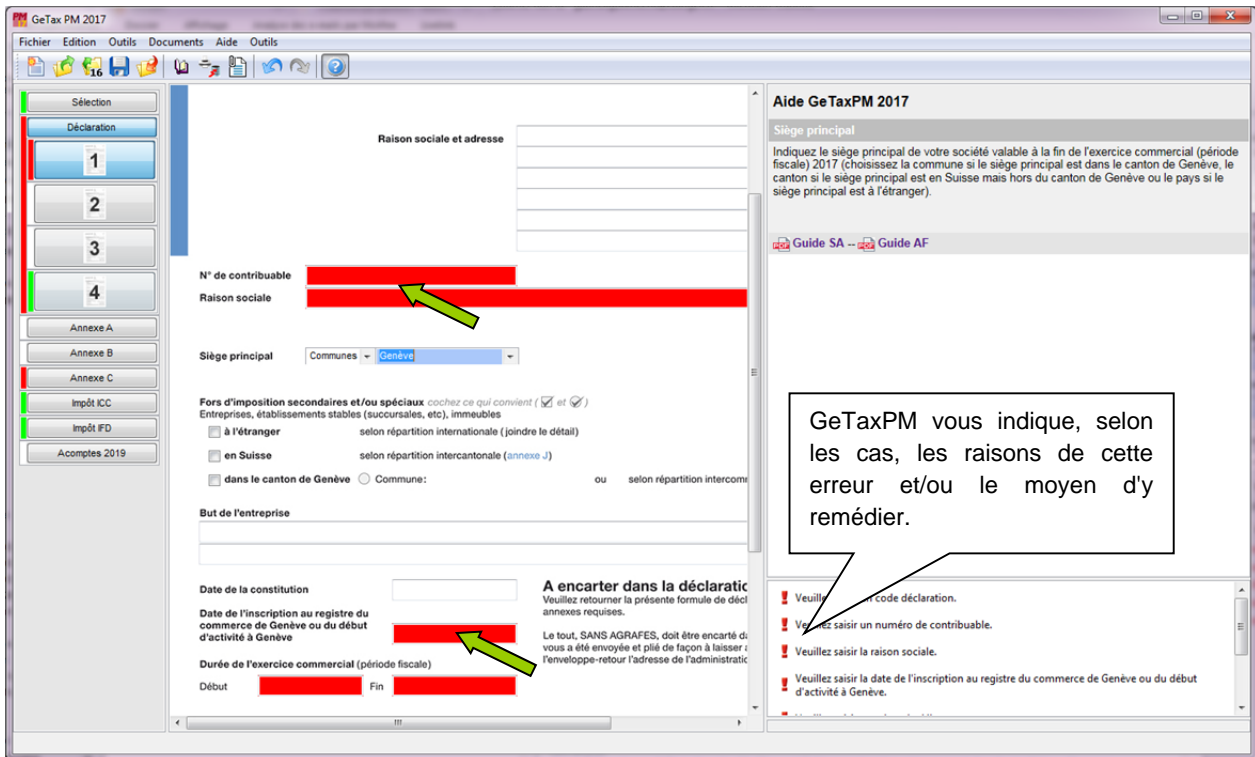 GeTax PM 2017
Fichier Edition Outils Documents Aide Outils
16
Sélection
Déclaration
1
2
3
4
Annexe A
Annexe B
Annexe C
Impôt ICC
Impôt IFD
Acomptes 2019
Raison sociale et adresse
N° de contribuable
Raison sociale
Siège principal Communes Genève
Fors d'imposition secondaires et/ou spéciaux cochez ce qui convient ( et )
Entreprises, établissements stables (succursales, etc), immeubles
à l'étranger selon répartition internationale (joindre le détail)
en Suisse selon répartition intercantonale (annexe J)
dans le canton de Genève Commune: ou selon répartition intercom
But de l'entreprise
Date de la constitution
Date de l'inscription au registre du
commerce de Genève ou du début
d'activité à Genève
Durée de l'exercice commercial (période fiscale)
Début Fin
A encarter dans la déclaratio
Veuillez retourner la présente formule de décl
annexes requises.
Le tout, SANS AGRAFES, doit être encarté da
vous a été envoyée et plié de façon à laisser a
l'enveloppe-retour l'adresse de l'administratio
Aide GeTaxPM 2017
Siège principal
Indiquez le siège principal de votre société valable à la fin de l'exercice commercial (période
fiscale) 2017 (choisissez la commune si le siège principal est dans le canton de Genève, le
canton si le siège principal est en Suisse mais hors du canton de Genève ou le pays si le
siège principal est à l'étranger).
Guide SA -- Guide AF
GeTaxPM vous indique, selon
les cas, les raisons de cette
erreur et/ou le moyen d'y
remédier.
Veuille code déclaration.
Veuillez saisir un numéro de contribuable.
Veuillez saisir la raison sociale.
Veuillez saisir la date de l'inscription au registre du commerce de Genève ou du début
d'activité à Genève.